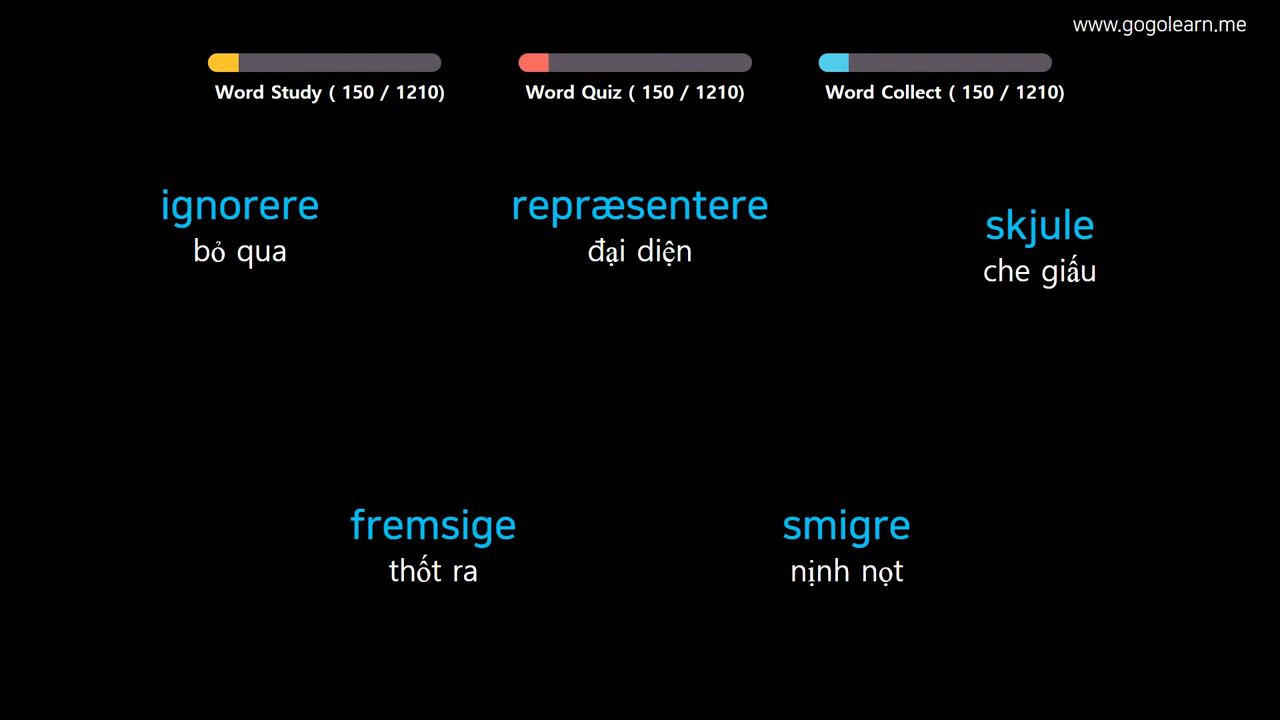 www.gogolearn.me
Word Study ( 150 / 1210)
Word Quiz ( 150 / 1210)
Word Collect ( 150 / 1210)
ignorere
bỏ qua
repræsentere
đại diện
skjule
che giấu
fremsige
thốt ra
smigre
nịnh nọt